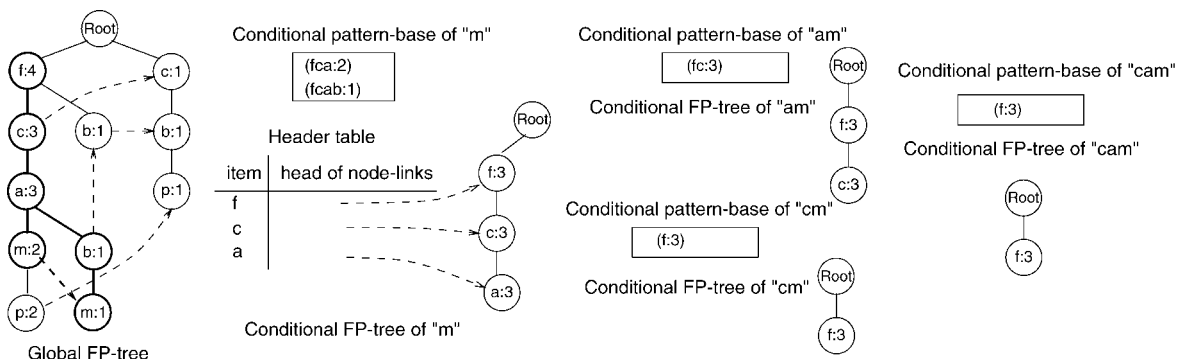 Root
f:4
c:1
c:3
b:1
b:1
a:3
p:1
m:2
b:1
p:2
m:1
Global FP-tree
Conditional pattern-base of "m"
(fca:2)
(fcab:1)
Header table
item head of node-links
f
c
a
Root
f:3
c:3
a:3
Conditional FP-tree of "m"
Conditional pattern-base of "am"
(fc:3)
Conditional FP-tree of "am"
Root
f:3
c:3
Conditional pattern-base of "cm"
(f:3)
Conditional FP-tree of "cm"
Root
f:3
Conditional pattern-base of "cam"
(f:3)
Conditional FP-tree of "cam"
Root
f:3